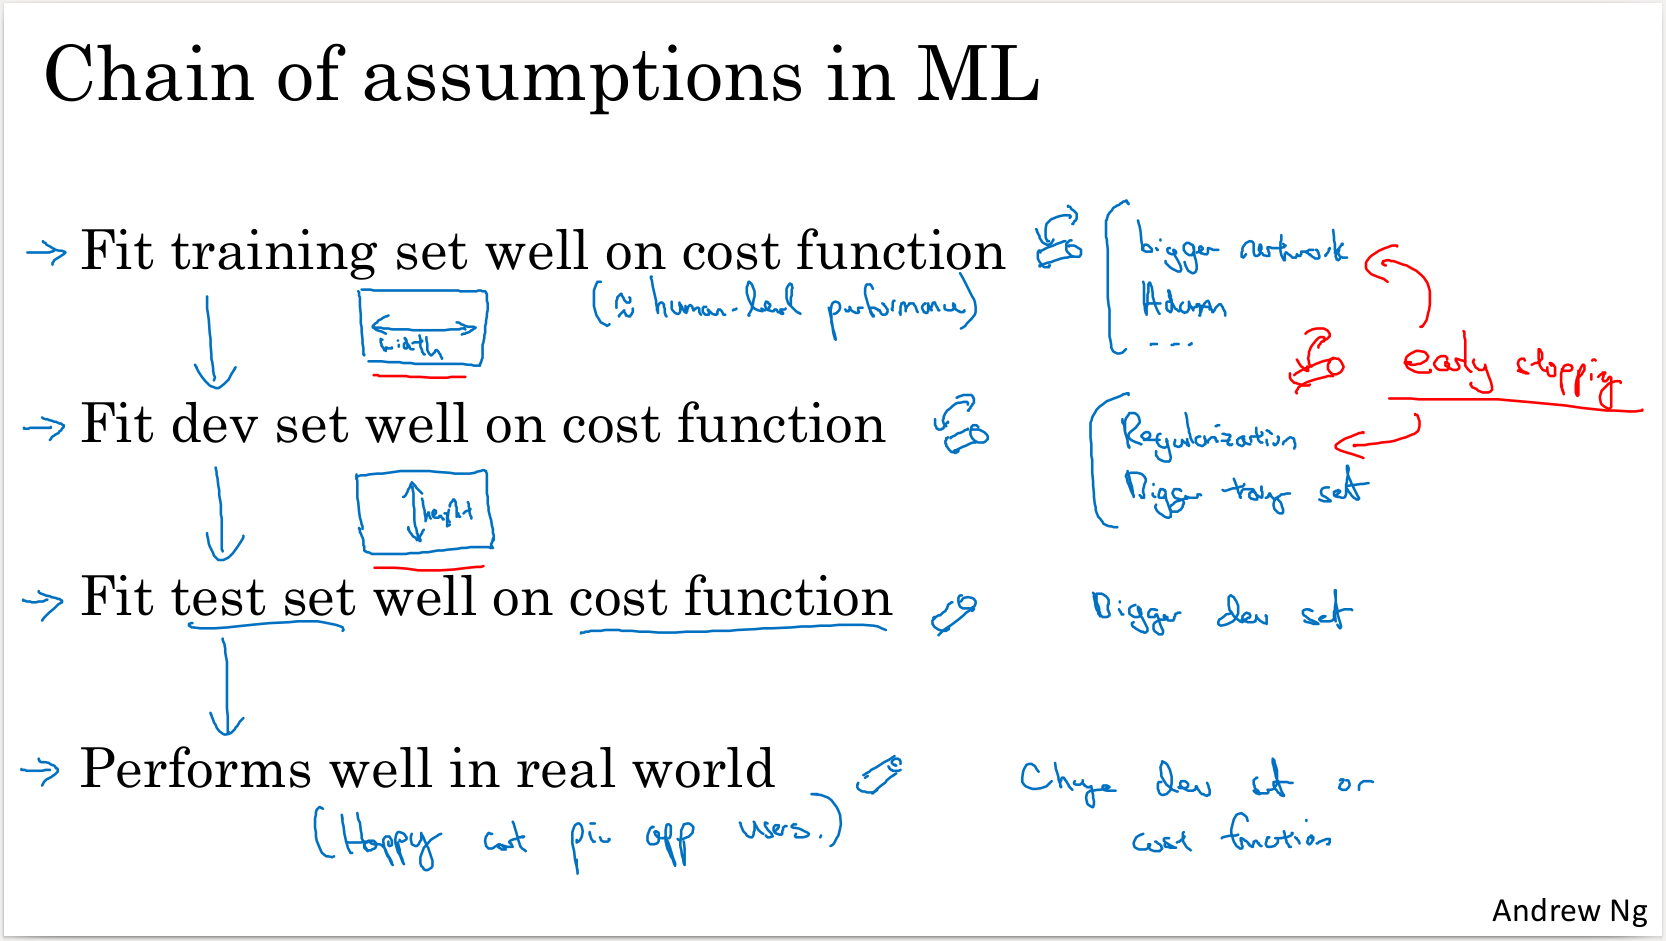 Chain of assumptions in ML
→ Fit training set well on cost function
(≈ human-level performance)
bigger network
Adam
...
width
early stopping
→ Fit dev set well on cost function
Regularization
Bigger train set
height
→ Fit test set well on cost function
Bigger dev set
→ Performs well in real world
(Happy cat pic app users.)
Change dev set or
cost function
Andrew Ng